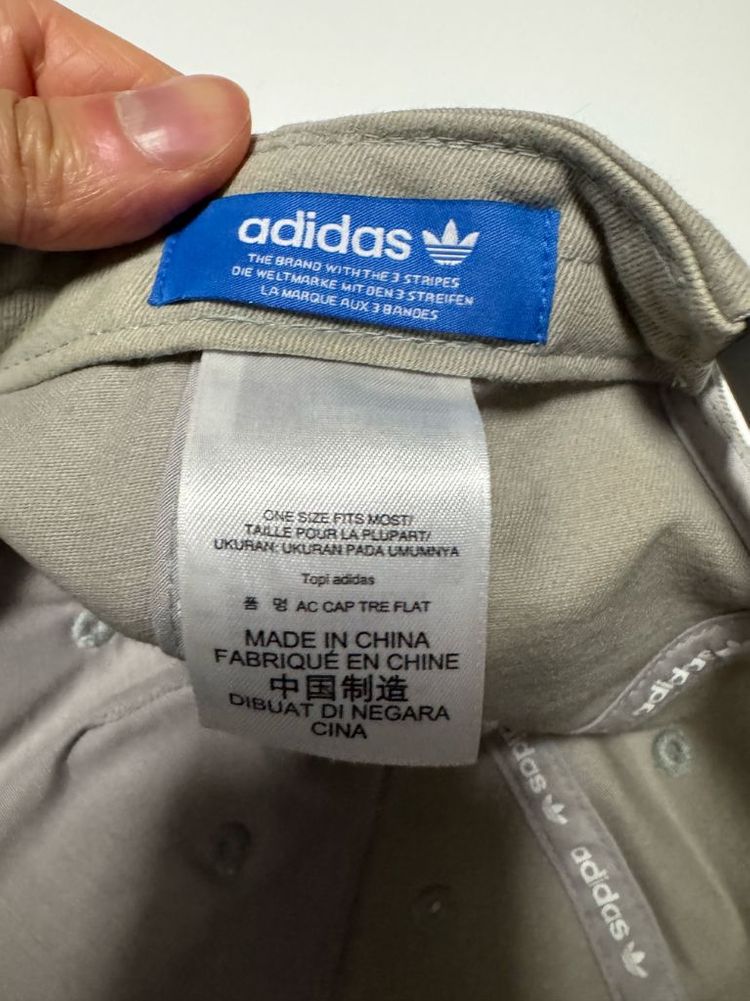 adidas
THE BRAND WITH THE 3 STRIPES
DIE WELTMARKE MIT DEN 3 STREIFEN
LA MARQUE AUX 3 BANDES
ONE SIZE FITS MOST/
TAILLE POUR LA PLUPART/
UKURAN: UKURAN PADA UMUMNYA
Topi adidas
품 명 AC CAP TRE FLAT
MADE IN CHINA
FABRIQUÉ EN CHINE
中国制造
DIBUAT DI NEGARA
CINA
adidas
adidas
adidas